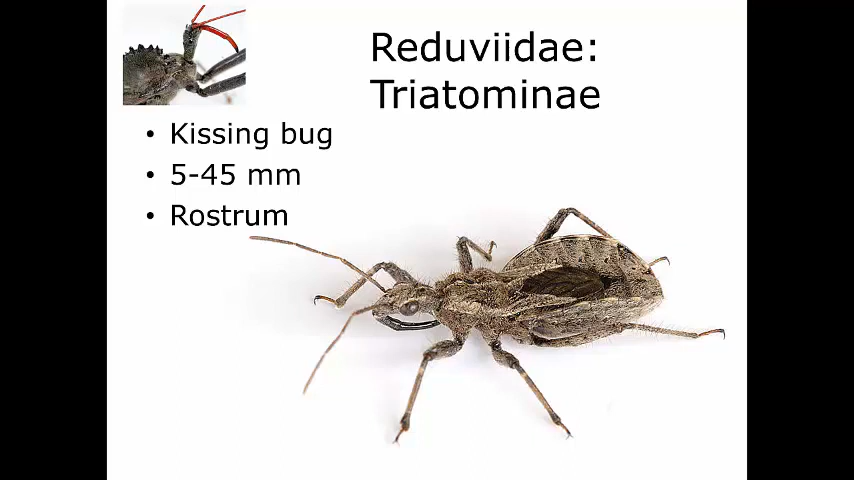 Reduviidae:
Triatominae
• Kissing bug
• 5-45 mm
• Rostrum